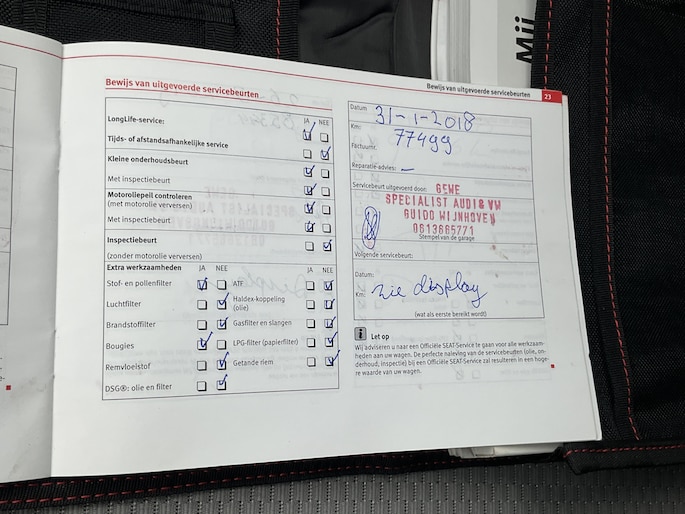 Mii
Bewijs van uitgevoerde servicebeurten
Bewijs van uitgevoerde servicebeurten 23
LongLife-service: JA NEE
Tijds- of afstandsafhankelijke service
Kleine onderhoudsbeurt
Met inspectiebeurt
Motoroliepeil controleren
(met motorolie verversen)
Met inspectiebeurt
Inspectiebeurt
(zonder motorolie verversen)
Extra werkzaamheden JA NEE JA NEE
Stof- en pollenfilter ATF
Luchtfilter Haldex-koppeling
(olie)
Brandstoffilter Gasfilter en slangen
Bougies LPG-filter (papierfilter)
Remvloeistof Getande riem
DSG®: olie en filter
Datum 31-1-2018
Km: 77499
Factuurnr.
Reparatie-advies: –
Servicebeurt uitgevoerd door: GEWE
SPECIALIST AUDI & VW
GUIDO WIJNHOVEN
0613685771
Stempel van de garage
Volgende servicebeurt:
Datum:
Km: zie display
(wat als eerste bereikt wordt)
i Let op
Wij adviseren u naar een Officiële SEAT-Service te gaan voor alle werkzaam-
heden aan uw wagen. De perfecte naleving van de servicebeurten (olie, on-
derhoud, inspectie) bij een Officiële SEAT-Service zal resulteren in een hoge-
re waarde van uw wagen.